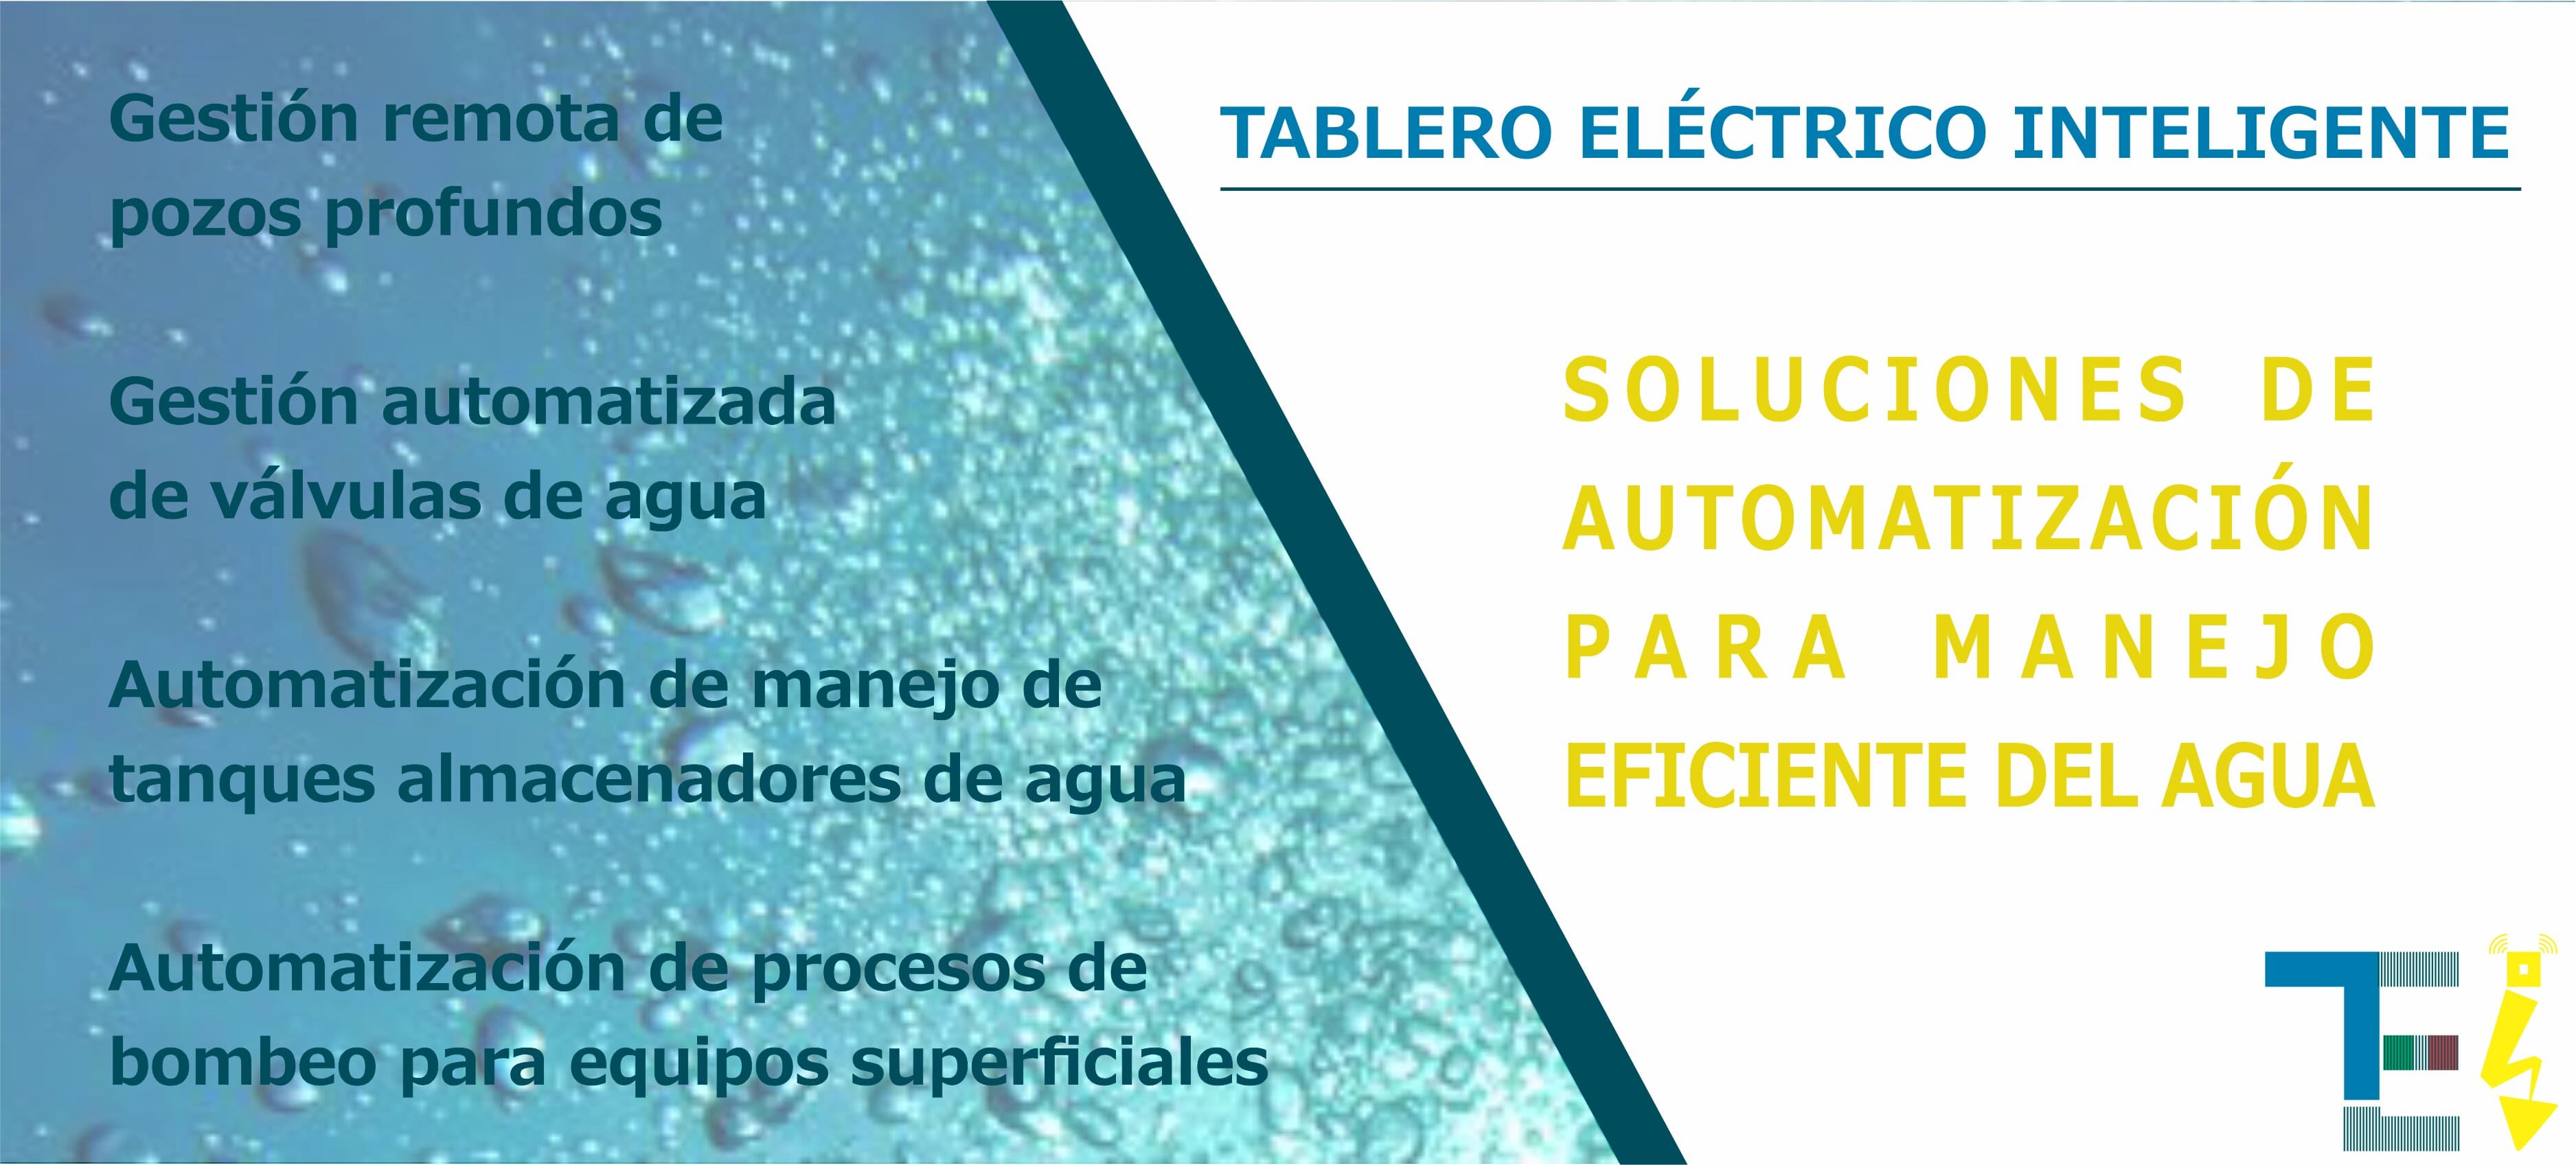 Gestión remota de
pozos profundos
Gestión automatizada
de válvulas de agua
Automatización de manejo de
tanques almacenadores de agua
Automatización de procesos de
bombeo para equipos superficiales
TABLERO ELÉCTRICO INTELIGENTE
SOLUCIONES DE
AUTOMATIZACIÓN
PARA MANEJO
EFICIENTE DEL AGUA
TE